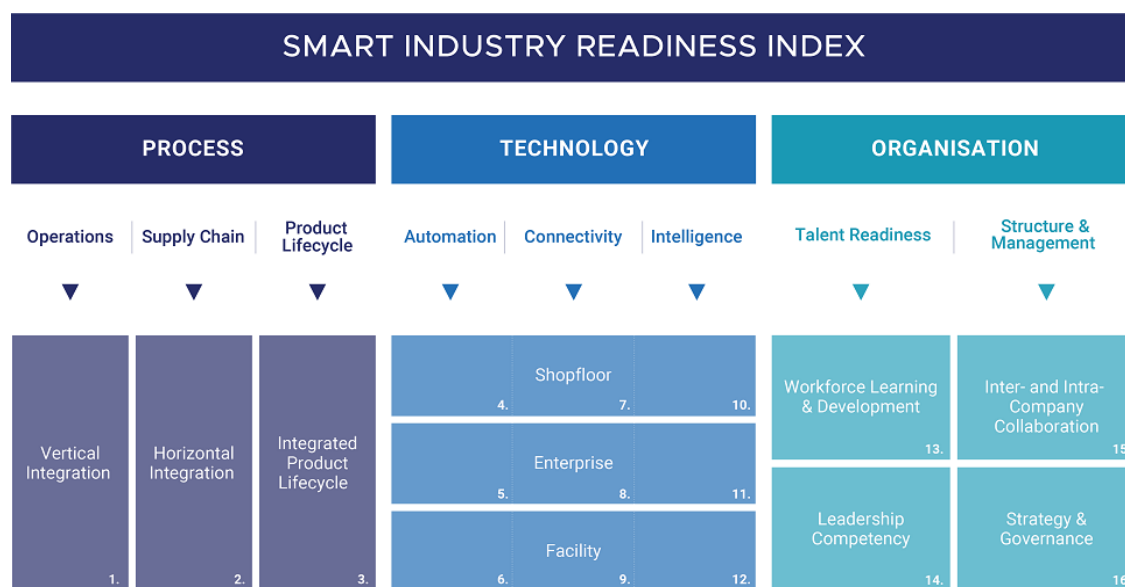 SMART INDUSTRY READINESS INDEX
PROCESS
TECHNOLOGY
ORGANISATION
Operations
Supply Chain
Product
Lifecycle
Automation
Connectivity
Intelligence
Talent Readiness
Structure &
Management
Vertical
Integration
1.
Horizontal
Integration
2.
Integrated
Product
Lifecycle
3.
Shopfloor
4.
7.
10.
Enterprise
5.
8.
11.
Facility
6.
9.
12.
Workforce Learning
& Development
13.
Inter- and Intra-
Company
Collaboration
15
Leadership
Competency
14.
Strategy &
Governance
16